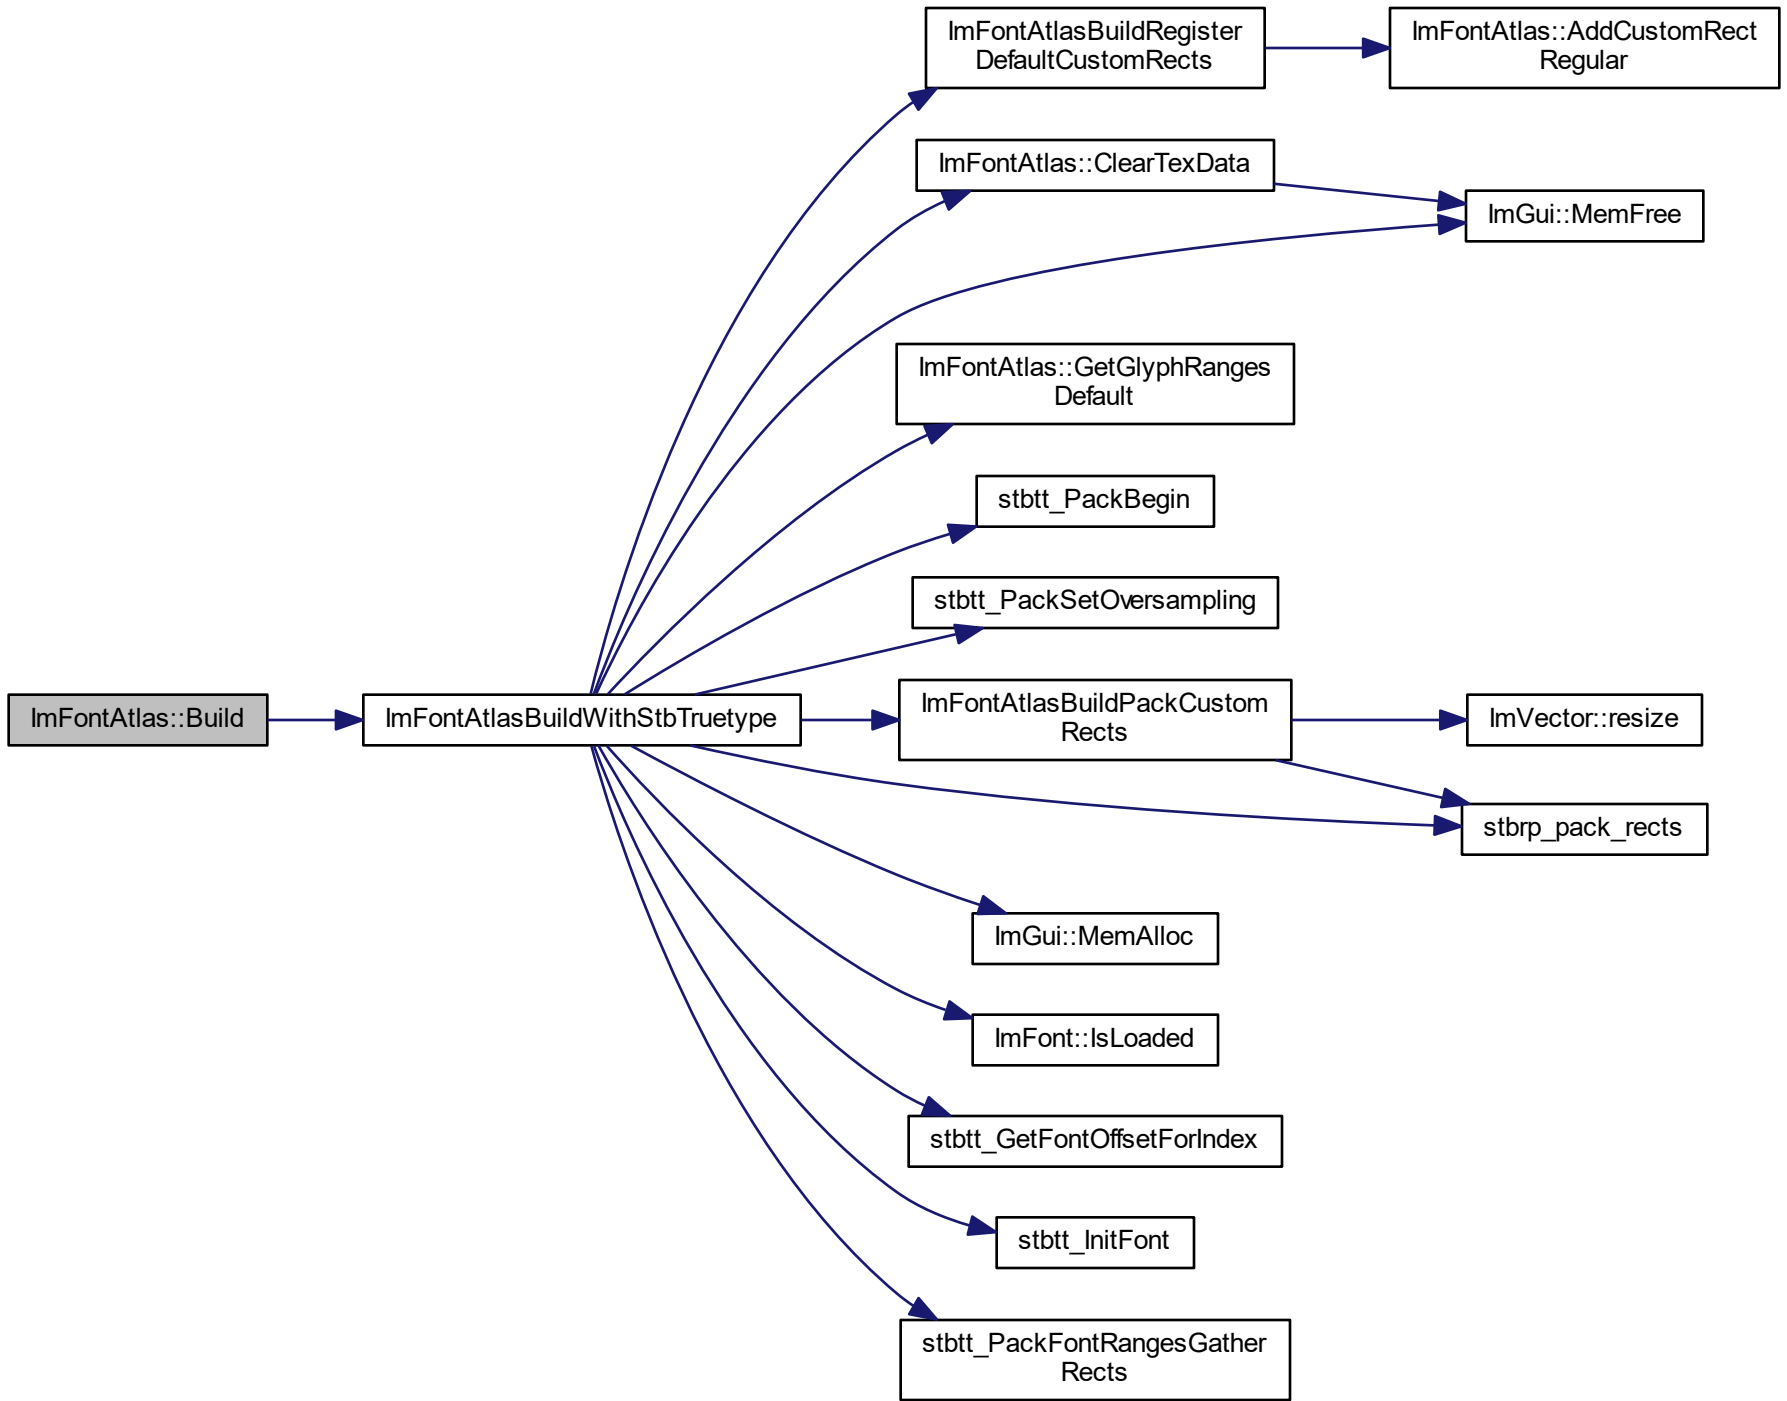 ImFontAtlas::Build
ImFontAtlasBuildWithStbTruetype
ImFontAtlasBuildRegister
DefaultCustomRects
ImFontAtlas::AddCustomRect
Regular
ImFontAtlas::ClearTexData
ImGui::MemFree
ImFontAtlas::GetGlyphRanges
Default
stbtt_PackBegin
stbtt_PackSetOversampling
ImFontAtlasBuildPackCustom
Rects
ImVector::resize
stbrp_pack_rects
ImGui::MemAlloc
ImFont::IsLoaded
stbtt_GetFontOffsetForIndex
stbtt_InitFont
stbtt_PackFontRangesGather
Rects